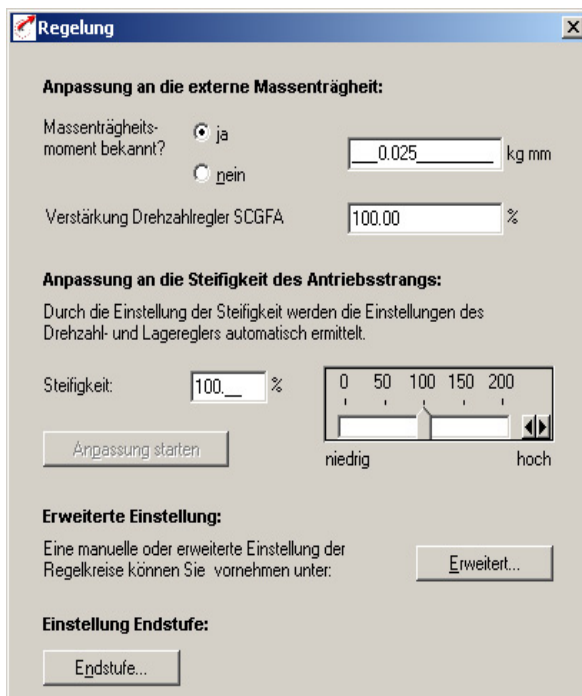 Regelung
Anpassung an die externe Massenträgheit:
Massenträgheits-
moment bekannt?
ja
nein
___0.025________ kg mm
Verstärkung Drehzahlregler SCGFA 100.00 %
Anpassung an die Steifigkeit des Antriebsstrangs:
Durch die Einstellung der Steifigkeit werden die Einstellungen des
Drehzahl- und Lagereglers automatisch ermittelt.
0 50 100 150 200
Steifigkeit: 100.__ %
niedrig hoch
Anpassung starten
Erweiterte Einstellung:
Eine manuelle oder erweiterte Einstellung der
Regelkreise können Sie vornehmen unter:
Erweitert...
Einstellung Endstufe:
Endstufe...